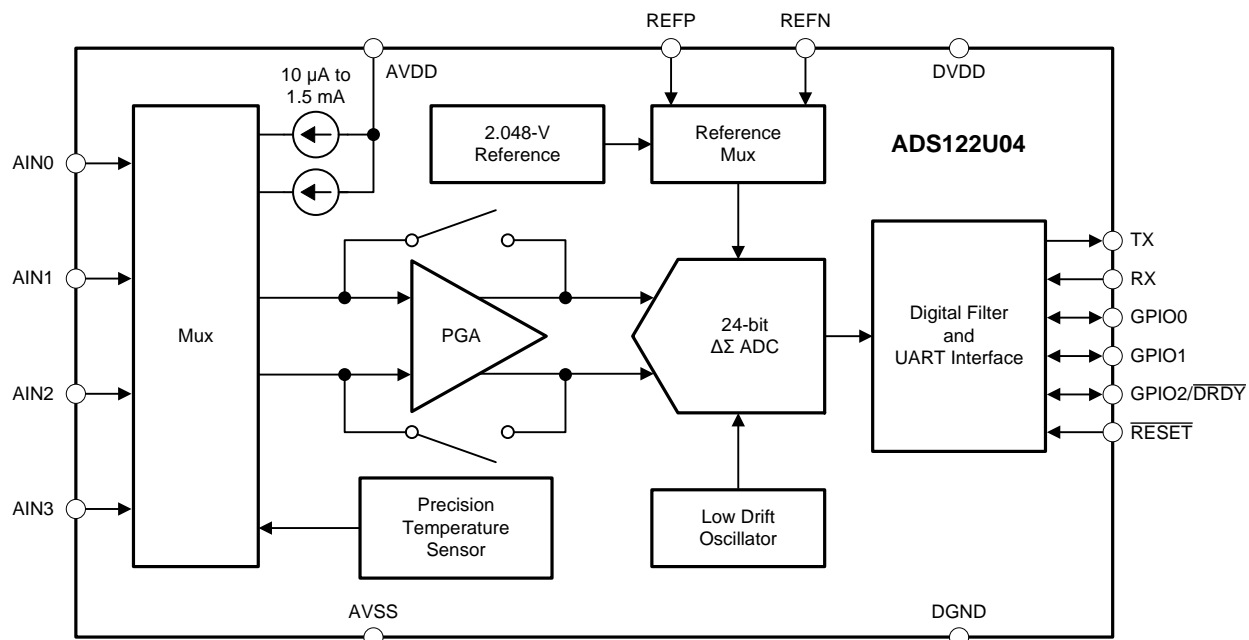 REFP
REFN
AVDD
DVDD
10 µA to
1.5 mA
2.048-V
Reference
Reference
Mux
ADS122U04
AIN0
AIN1
AIN2
AIN3
Mux
PGA
24-bit
ΔΣ ADC
Digital Filter
and
UART Interface
TX
RX
GPIO0
GPIO1
GPIO2/DRDY
RESET
Precision
Temperature
Sensor
Low Drift
Oscillator
AVSS
DGND